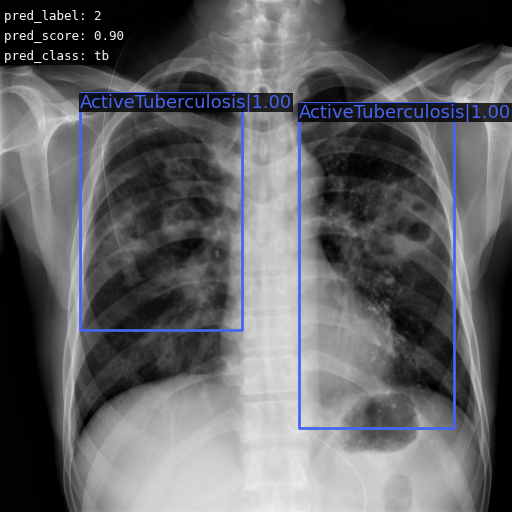 pred_label: 2
pred_score: 0.90
pred_class: tb
ActiveTuberculosis|1.00
ActiveTuberculosis|1.00